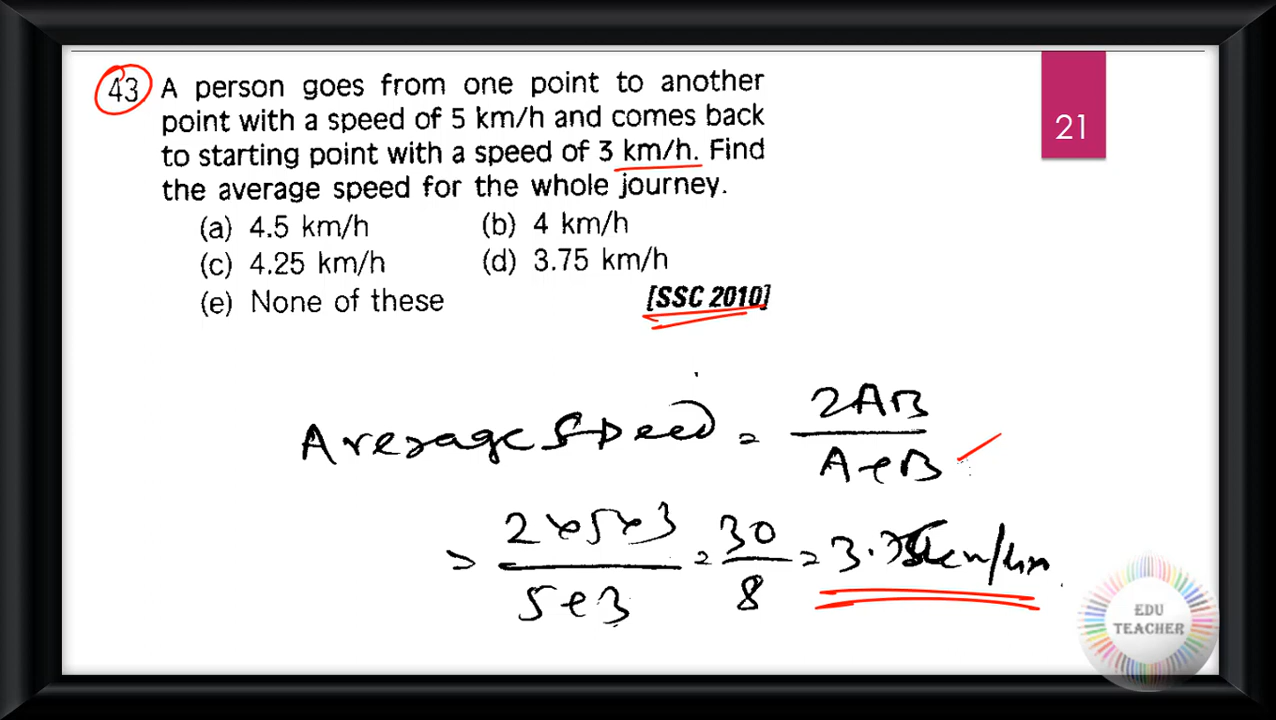 43 A person goes from one point to another
point with a speed of 5 km/h and comes back
to starting point with a speed of 3 km/h. Find
the average speed for the whole journey.
(a) 4.5 km/h (b) 4 km/h
(c) 4.25 km/h (d) 3.75 km/h
(e) None of these [SSC 2010]
21
Average Speed = 2AB / A+B
= 2×5×3 / 5+3 = 30 / 8 = 3.75km/hr
EDU
TEACHER